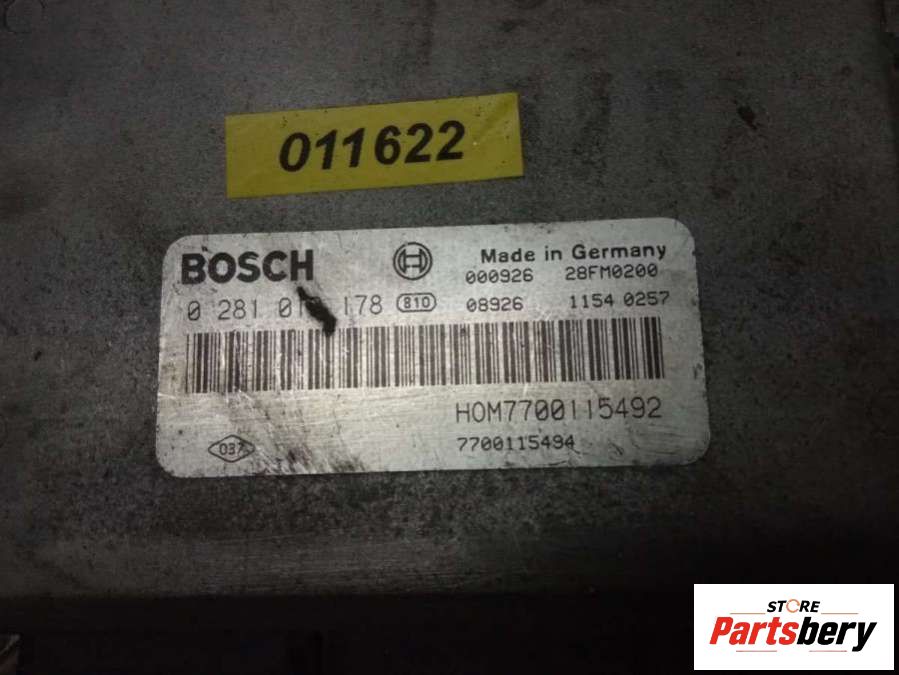 011622
BOSCH
Made in Germany
000926 28FM0200
0 281 01 178 810
08926 1154 0257
HOM7700115492
7700115494
037
STORE
Partsbery